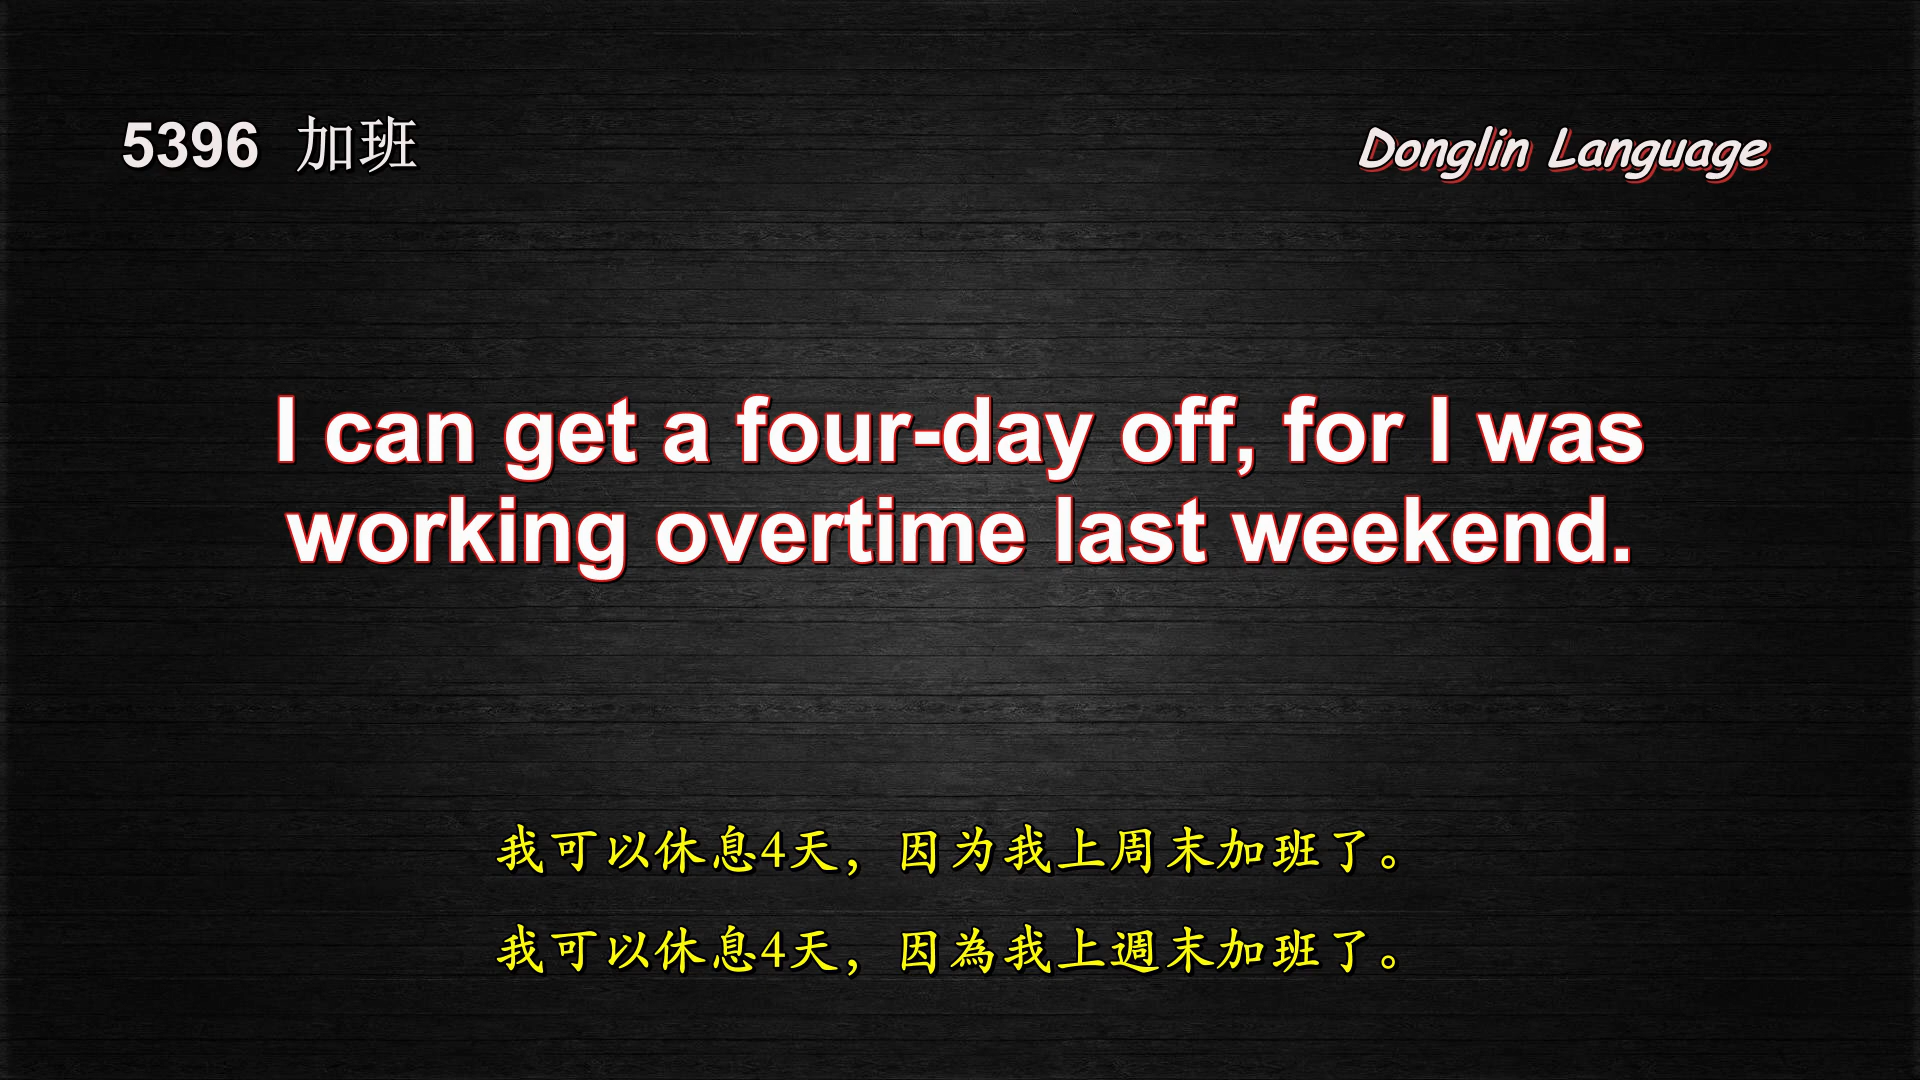 5396 加班
Donglin Language
I can get a four-day off, for I was
working overtime last weekend.
我可以休息4天，因为我上周末加班了。
我可以休息4天，因為我上週末加班了。